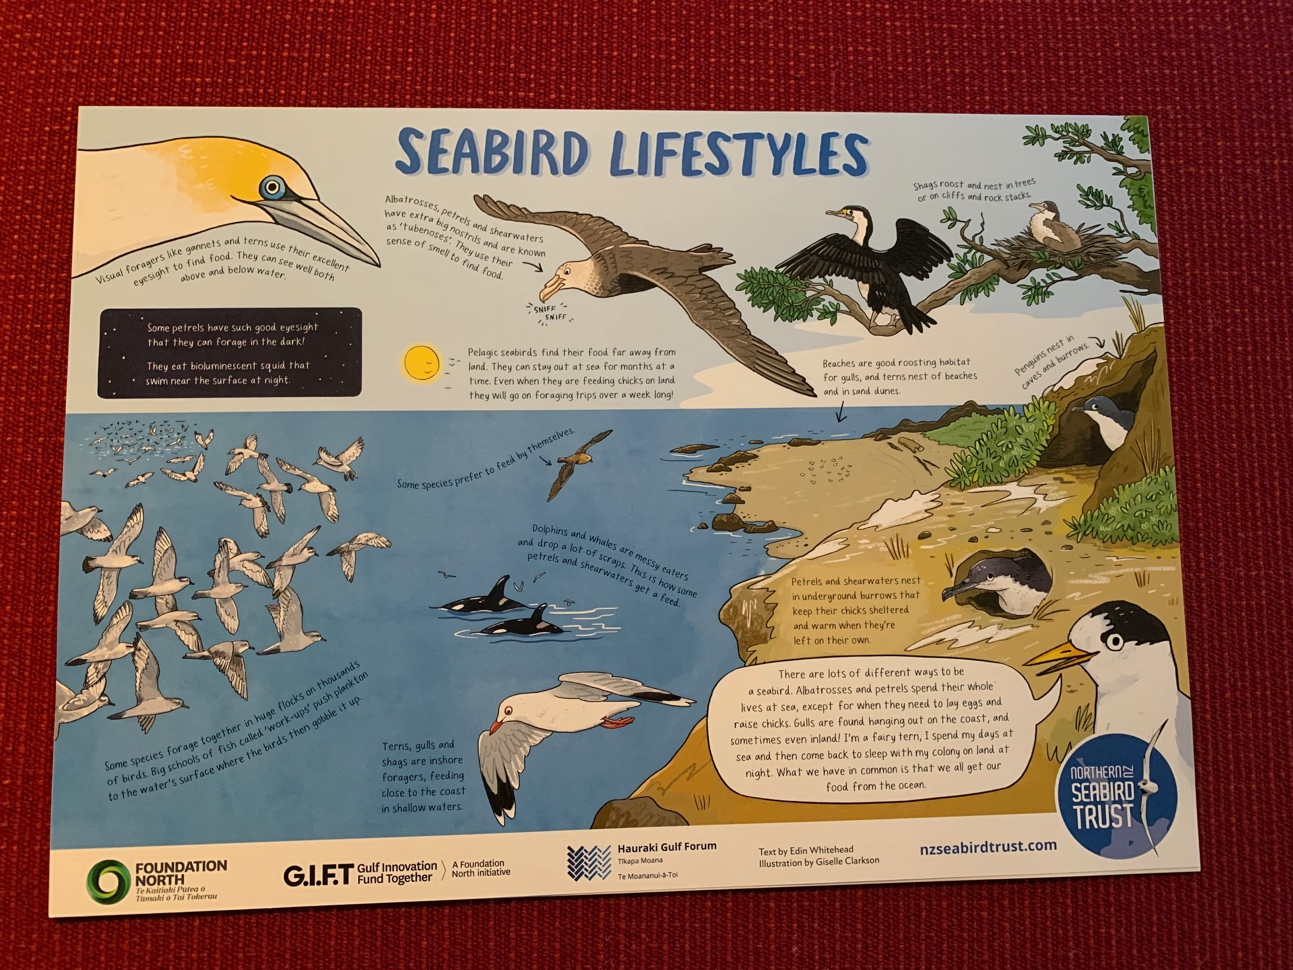 SEABIRD LIFESTYLES
Visual foragers like gannets and terns use their excellent
eyesight to find food. They can see well both
above and below water.
Albatrosses, petrels and shearwaters
have extra big nostrils and are known
as 'tubenoses'. They use their
sense of smell to find food.
SNIFF
SNIFF
Shags roost and nest in trees
or on cliffs and rock stacks.
Some petrels have such good eyesight
that they can forage in the dark!
They eat bioluminescent squid that
swim near the surface at night.
Pelagic seabirds find their food far away from
land. They can stay out at sea for months at a
time. Even when they are feeding chicks on land
they will go on foraging trips over a week long!
Beaches are good roosting habitat
for gulls, and terns nest of beaches
and in sand dunes.
Penguins nest in
caves and burrows.
Some species prefer to feed by themselves.
Dolphins and whales are messy eaters
and drop a lot of scraps. This is how some
petrels and shearwaters get a feed.
Petrels and shearwaters nest
in underground burrows that
keep their chicks sheltered
and warm when they're
left on their own.
Some species forage together in huge flocks on thousands
of birds. Big schools of fish called 'work-ups' push plankton
to the water's surface where the birds then gobble it up.
Terns, gulls and
shags are inshore
foragers, feeding
close to the coast
in shallow waters.
There are lots of different ways to be
a seabird. Albatrosses and petrels spend their whole
lives at sea, except for when they need to lay eggs and
raise chicks. Gulls are found hanging out on the coast, and
sometimes even inland! I'm a fairy tern, I spend my days at
sea and then come back to sleep with my colony on land at
night. What we have in common is that we all get our
food from the ocean.
NORTHERN NZ
SEABIRD
TRUST
FOUNDATION
NORTH
Te Kaitiaki Pūtea ō
Tāmaki ō Tai Tokerau
G.I.F.T Gulf Innovation
Fund Together
A Foundation
North initiative
Hauraki Gulf Forum
Tīkapa Moana
Te Moananui-ā-Toi
Text by Edin Whitehead
Illustration by Giselle Clarkson
nzseabirdtrust.com